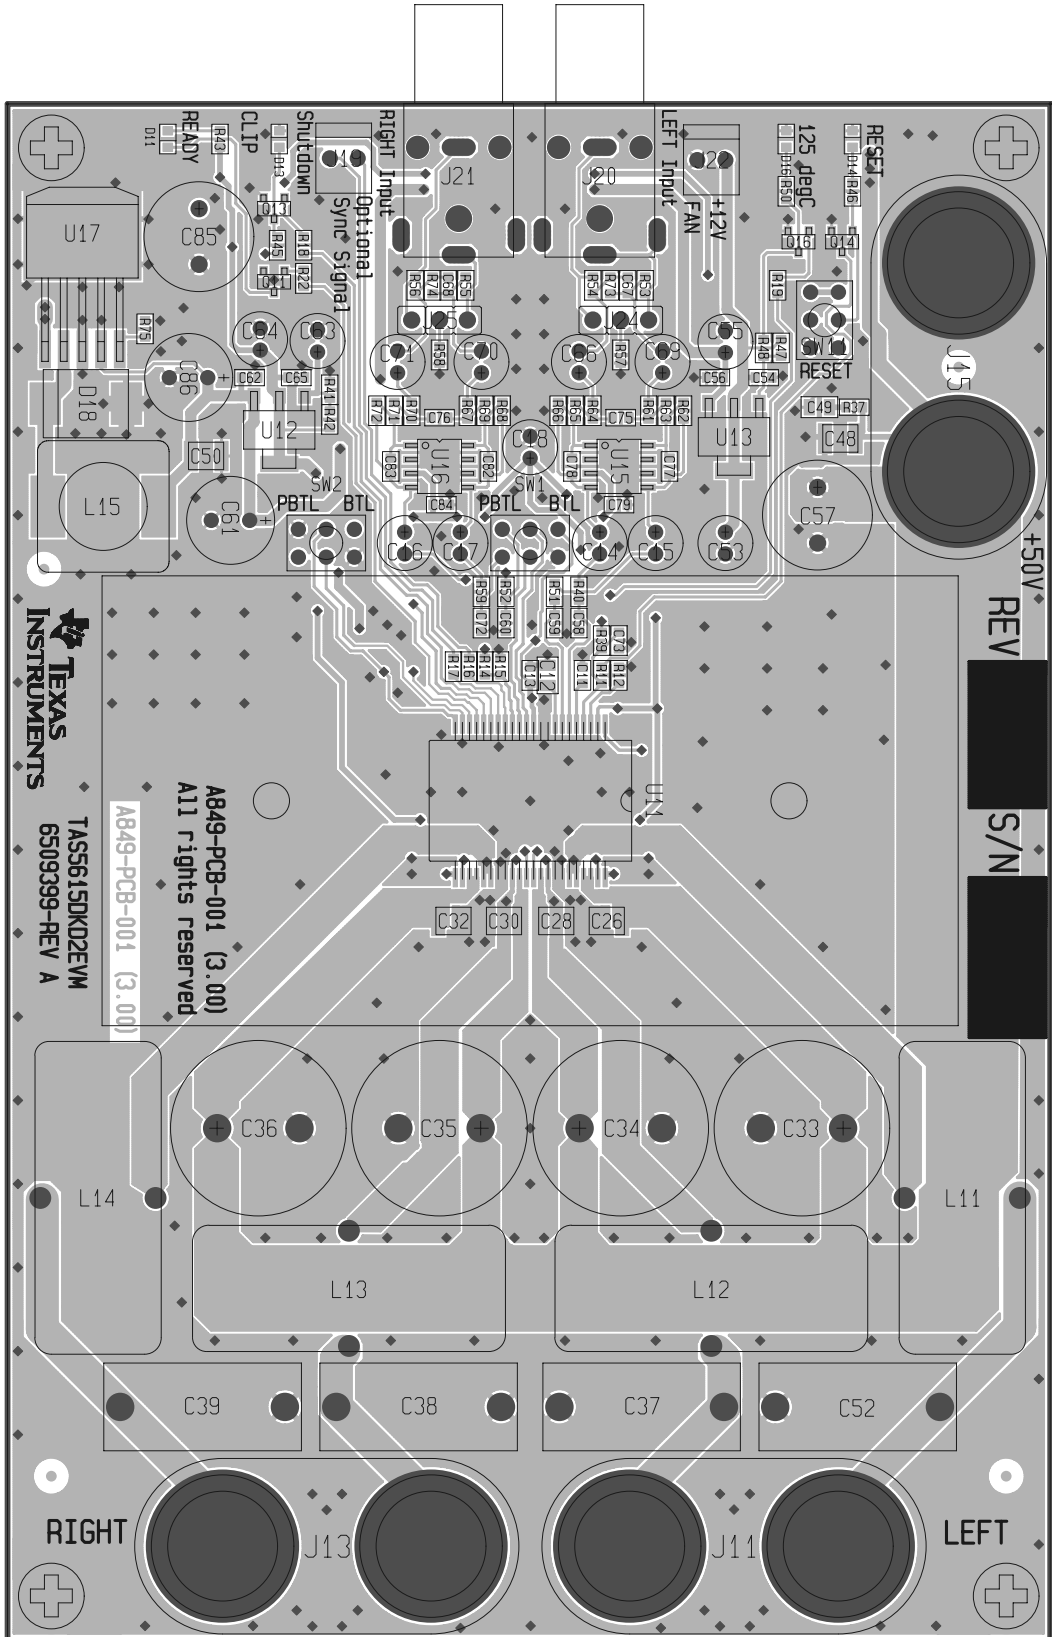 D11
READY
R43
CLIP
D13
Shutdown
J19
RIGHT Input
Optional
Sync Signal
J21
J20
LEFT Input
J22
+12V
FAN
125 degC
D16
R50
RESET
D14
R46
U17
C85
Q13
R45
R18
Q11
R22
R56
R74
C68
R55
R54
R73
C67
R53
R19
Q16
Q14
J25
J24
SW11
RESET
J15
R75
C64
C63
C71
R58
C70
C66
R57
C69
C55
R48
R47
D18
C86
C62
C65
R41
R42
C56
C54
C49
R37
C48
U12
R72
R71
R70
C76
R67
R69
R68
R66
R65
R64
C75
R61
R63
R62
U13
C50
C83
U16
C82
C18
C78
U15
C77
L15
C61
SW2
PBTL
BTL
C84
SW1
PBTL
BTL
C79
C57
C16
C17
C14
C15
C53
+50V
R59
C72
R52
C60
R51
C59
R40
C58
R39
C73
R17
R16
R14
R15
C13
C12
C11
R11
R12
REV
S/N
TEXAS
INSTRUMENTS
U11
A849-PCB-001 (3.00)
All rights reserved
A849-PCB-001 (3.00)
TAS5615DKD2EVM
6509399-REV A
C32
C30
C28
C26
C36
C35
C34
C33
L14
L11
L13
L12
C39
C38
C37
C52
RIGHT
J13
J11
LEFT